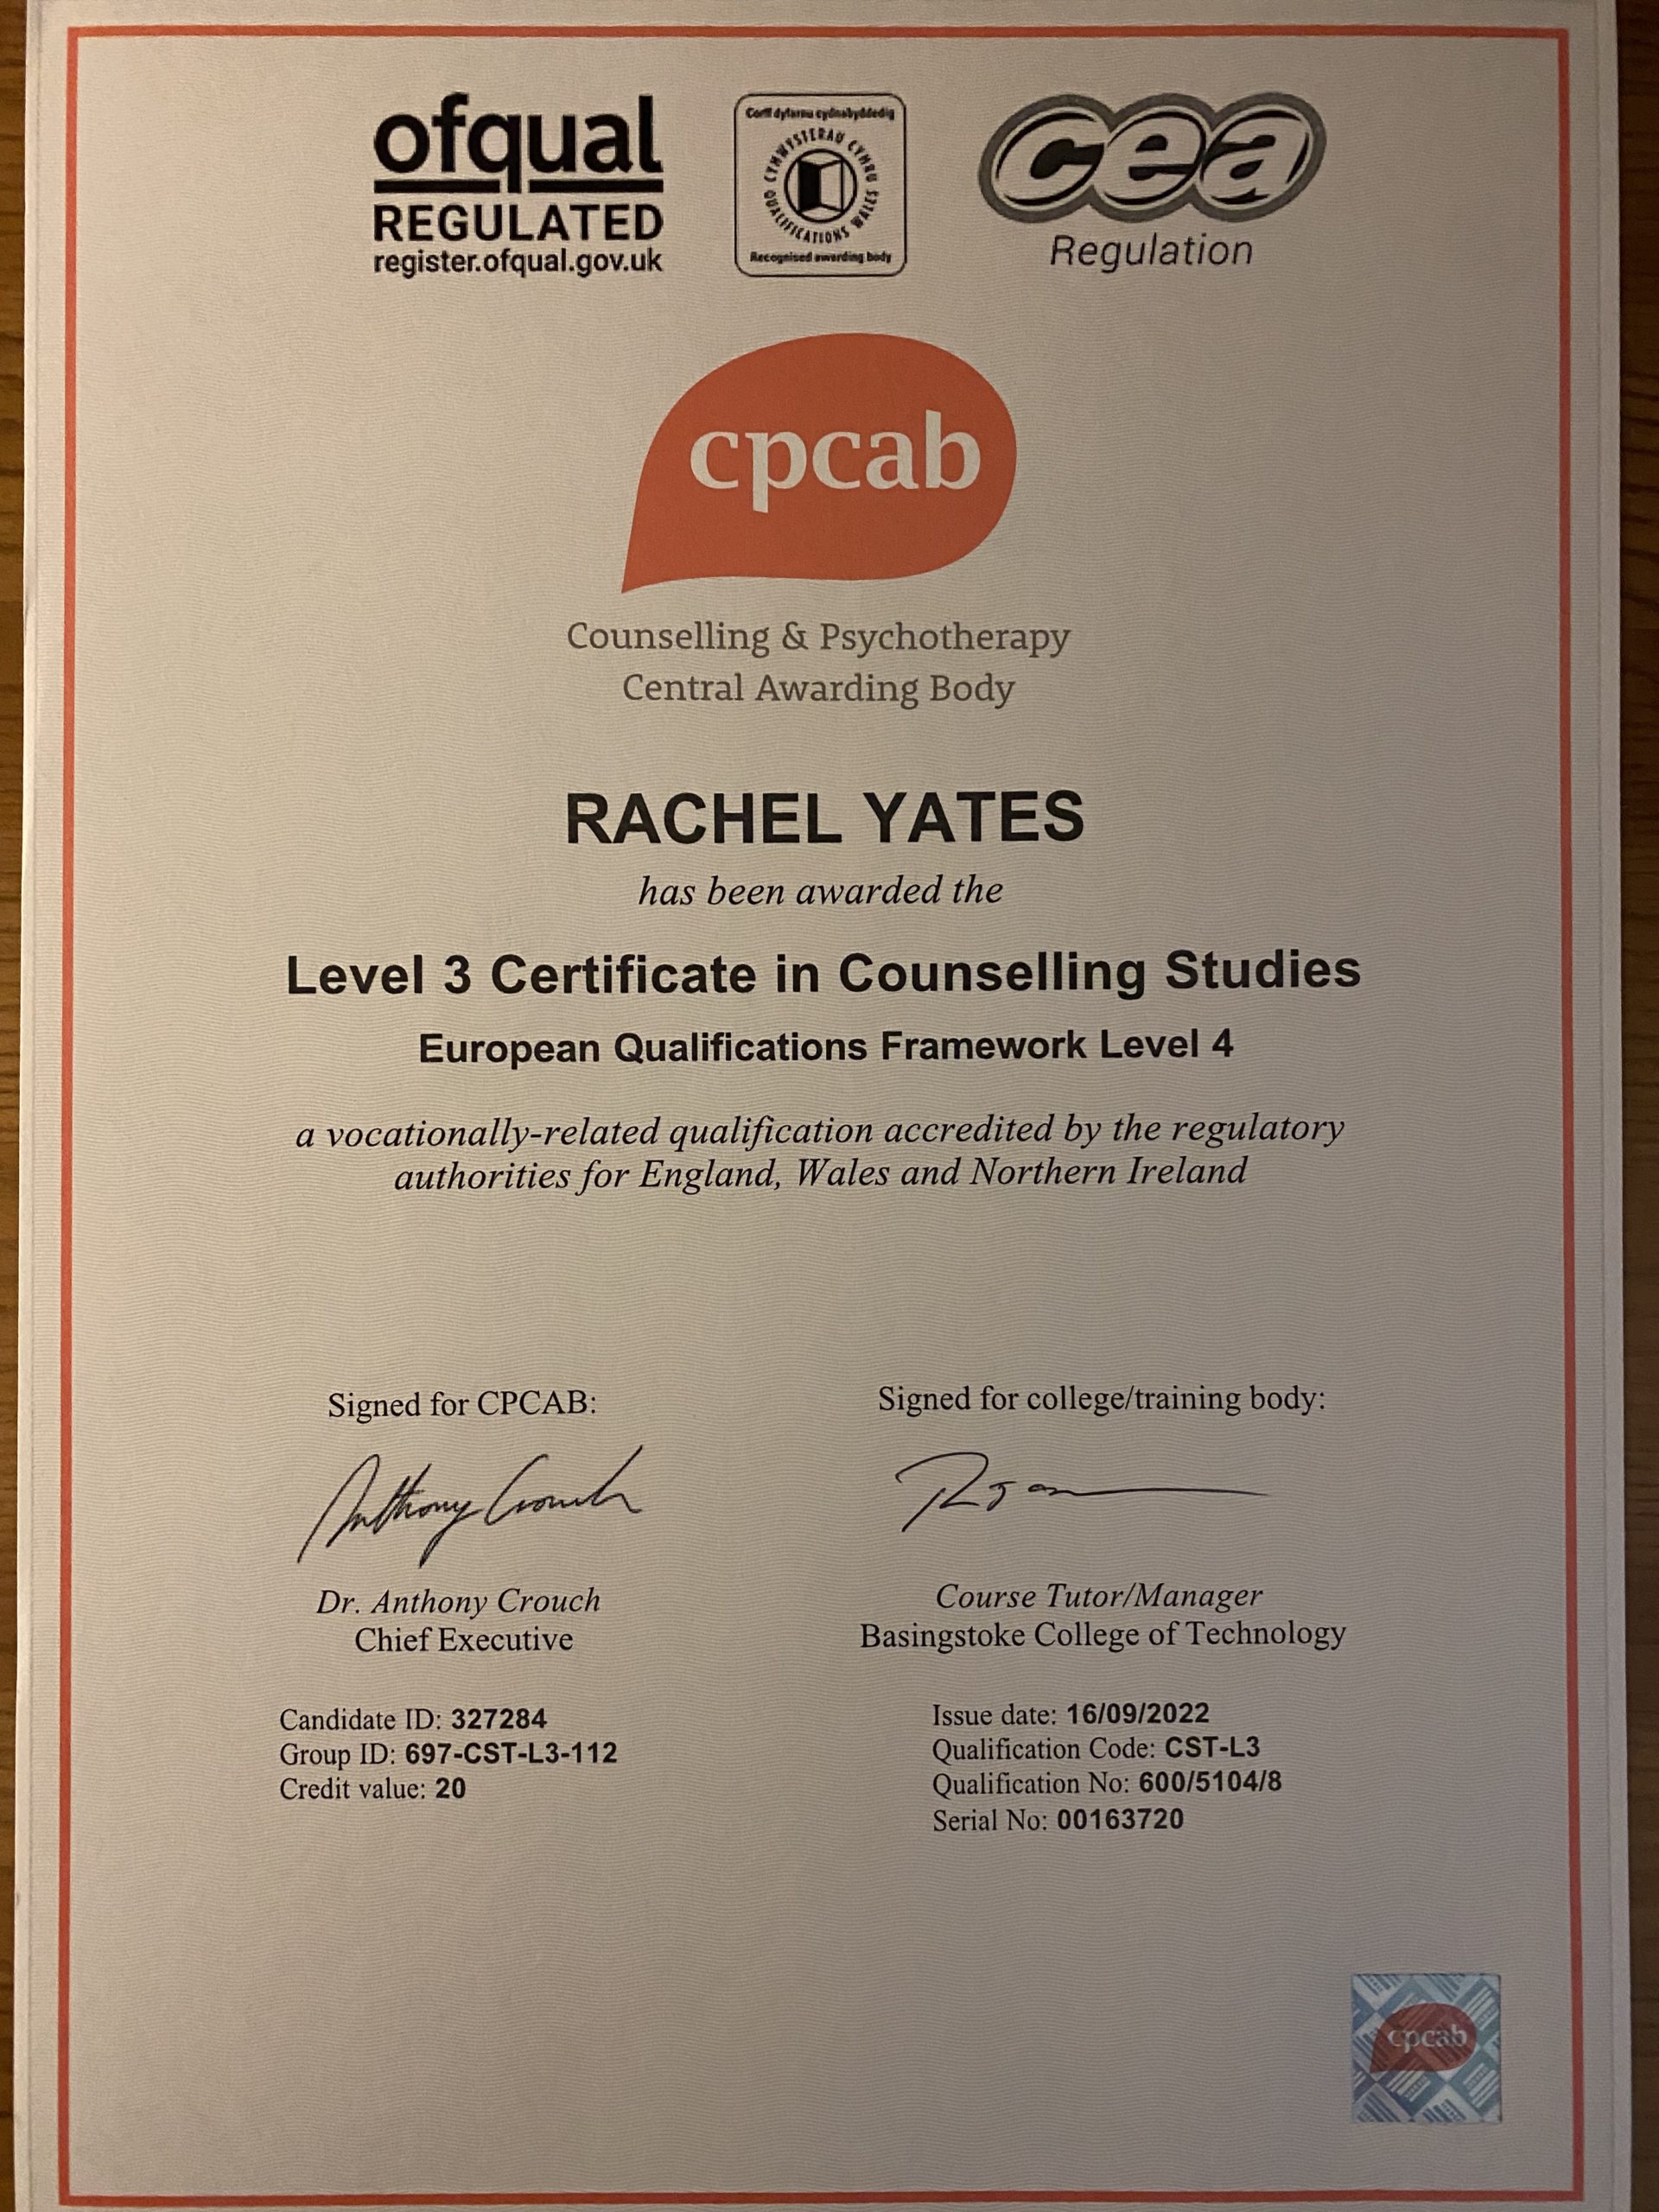 ofqual
REGULATED
register.ofqual.gov.uk
Corff dyfarnu cydnabyddedig
CYMWYSTERAU CYMRU
QUALIFICATIONS WALES
Recognised awarding body
cea
Regulation
cpcab
Counselling & Psychotherapy
Central Awarding Body
RACHEL YATES
has been awarded the
Level 3 Certificate in Counselling Studies
European Qualifications Framework Level 4
a vocationally-related qualification accredited by the regulatory
authorities for England, Wales and Northern Ireland
Signed for CPCAB:
Anthony Crouch
Dr. Anthony Crouch
Chief Executive
Signed for college/training body:
Course Tutor/Manager
Basingstoke College of Technology
Candidate ID: 327284
Group ID: 697-CST-L3-112
Credit value: 20
Issue date: 16/09/2022
Qualification Code: CST-L3
Qualification No: 600/5104/8
Serial No: 00163720
cpcab